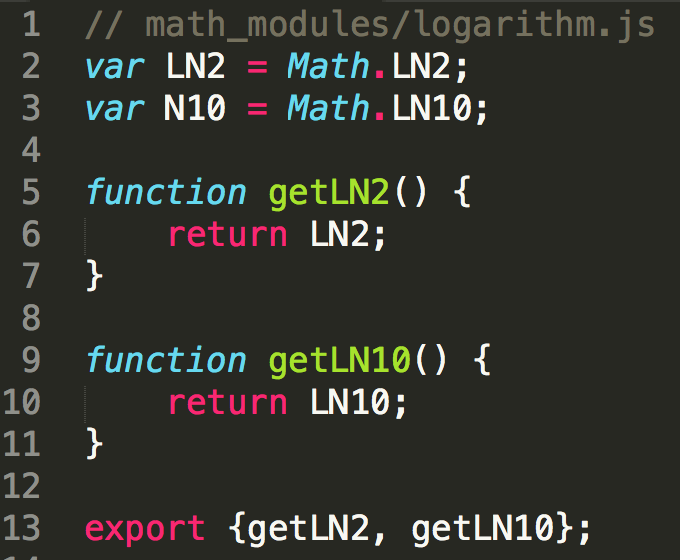 1 // math_modules/logarithm.js
2 var LN2 = Math.LN2;
3 var N10 = Math.LN10;
4
5 function getLN2() {
6     return LN2;
7 }
8
9 function getLN10() {
10     return LN10;
11 }
12
13 export {getLN2, getLN10};